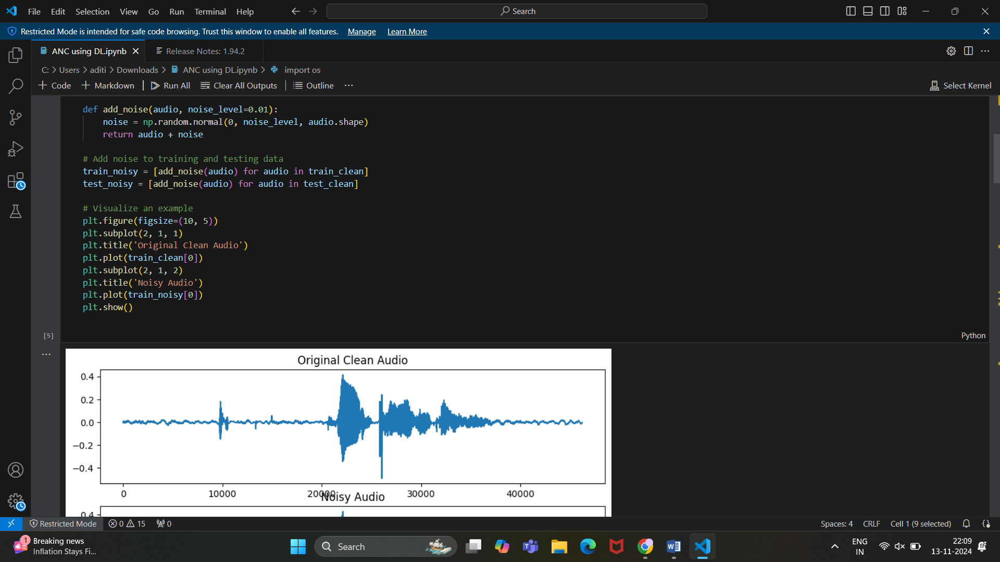 File Edit Selection View Go Run Terminal Help Search
Restricted Mode is intended for safe code browsing. Trust this window to enable all features. Manage Learn More
ANC using DL.ipynb Release Notes: 1.94.2
C: > Users > aditi > Downloads > ANC using DL.ipynb > import os
+ Code + Markdown | Run All Clear All Outputs | Outline ... Select Kernel
def add_noise(audio, noise_level=0.01):
    noise = np.random.normal(0, noise_level, audio.shape)
    return audio + noise
# Add noise to training and testing data
train_noisy = [add_noise(audio) for audio in train_clean]
test_noisy = [add_noise(audio) for audio in test_clean]
# Visualize an example
plt.figure(figsize=(10, 5))
plt.subplot(2, 1, 1)
plt.title('Original Clean Audio')
plt.plot(train_clean[0])
plt.subplot(2, 1, 2)
plt.title('Noisy Audio')
plt.plot(train_noisy[0])
plt.show()
[5] Python
...
Original Clean Audio
0.4
0.2
0.0
−0.2
−0.4
0 10000 20000 30000 40000
Noisy Audio
0.4
Restricted Mode 0 15 0 Spaces: 4 CRLF Cell 1 (9 selected)
1 Breaking news
Inflation Stays Fi...
Search
ENG
IN
22:09
13-11-2024